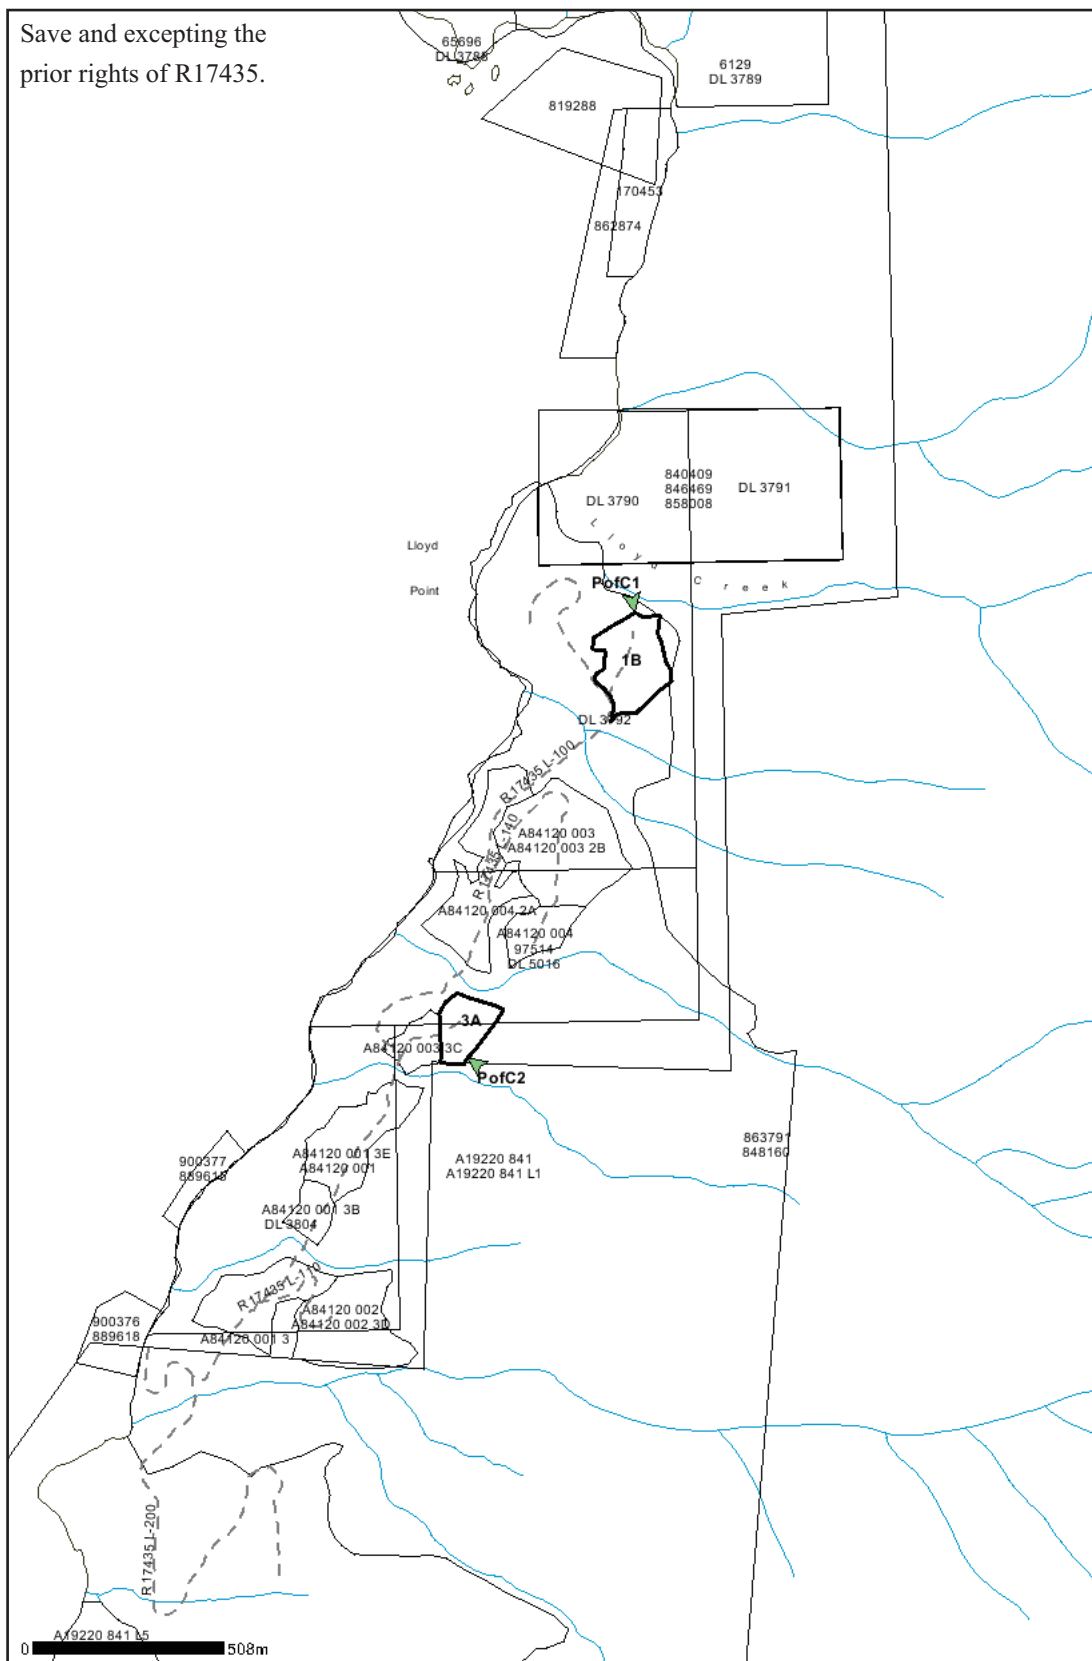 Save and excepting the
prior rights of R17435.
65696
DL 3786
6129
DL 3789
819288
170453
862874
840409
846469
858008
DL 3790
DL 3791
Lloyd
Point
Lloyd Creek
PofC1
1B
DL 3792
R17435 L-100
R17435 L-140
A84120 003
A84120 003 2B
A84120 004 2A
A84120 004
97514
DL 5016
3A
A84120 003 3C
PofC2
863791
848160
A84120 001 3E
A84120 001
A19220 841
A19220 841 L1
900377
889618
A84120 001 3B
DL 3804
R17435 L-110
A84120 002
A84120 002 3D
900376
889618
A84120 001 3
R17435 L-200
A19220 841 L5
0 508m